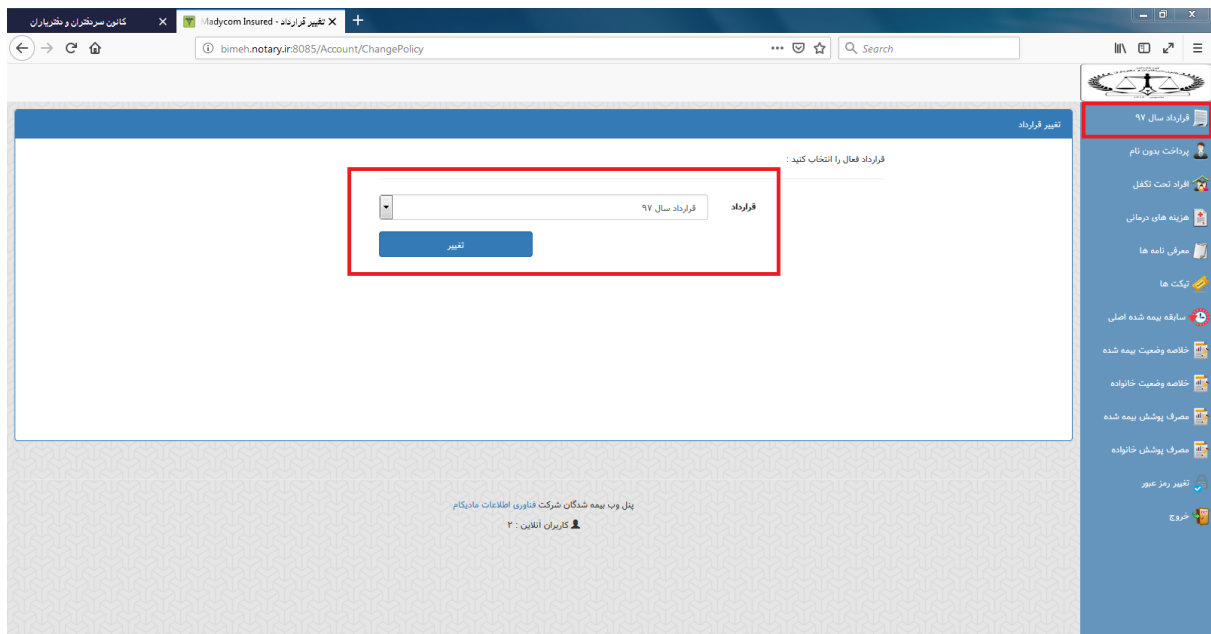 کانون سردفتران و دفتریاران
تغییر قرارداد - Madycom Insured
bimeh.notary.ir:8085/Account/ChangePolicy
Search
قرارداد سال ۹۷
پرداخت بدون نام
افراد تحت تکفل
هزینه های درمانی
معرفی نامه ها
تیکت ها
سابقه بیمه شده اصلی
خلاصه وضعیت بیمه شده
خلاصه وضعیت خانواده
مصرف پوشش بیمه شده
مصرف پوشش خانواده
تغییر رمز عبور
خروج
تغییر قرارداد
قرارداد فعال را انتخاب کنید :
قرارداد
قرارداد سال ۹۷
تغییر
پنل وب بیمه شدگان شرکت فناوری اطلاعات مادیکام
کاربران آنلاین : ۲